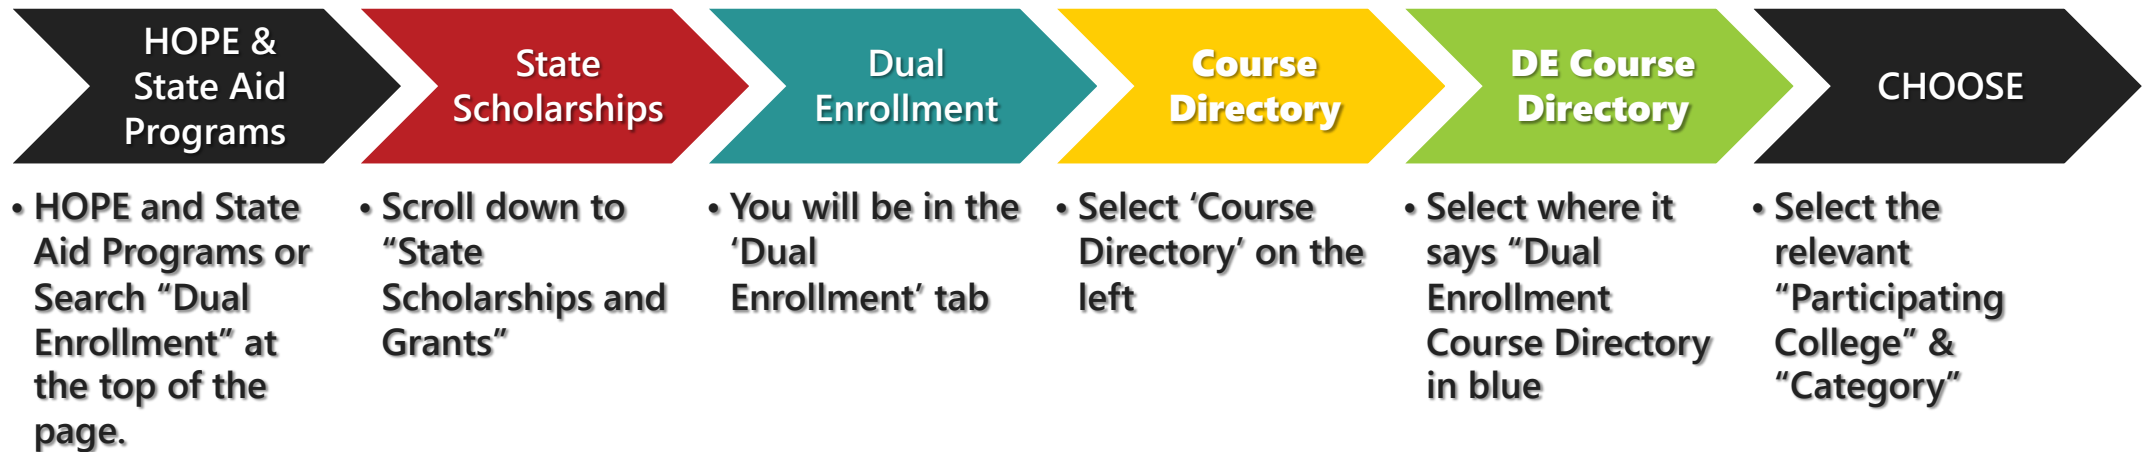 HOPE &
State Aid
Programs
State
Scholarships
Dual
Enrollment
Course
Directory
DE Course
Directory
CHOOSE
• HOPE and State
Aid Programs or
Search “Dual
Enrollment” at
the top of the
page.
• Scroll down to
“State
Scholarships and
Grants”
• You will be in the
‘Dual
Enrollment’ tab
• Select ‘Course
Directory’ on the
left
• Select where it
says “Dual
Enrollment
Course Directory
in blue
• Select the
relevant
“Participating
College” &
“Category”